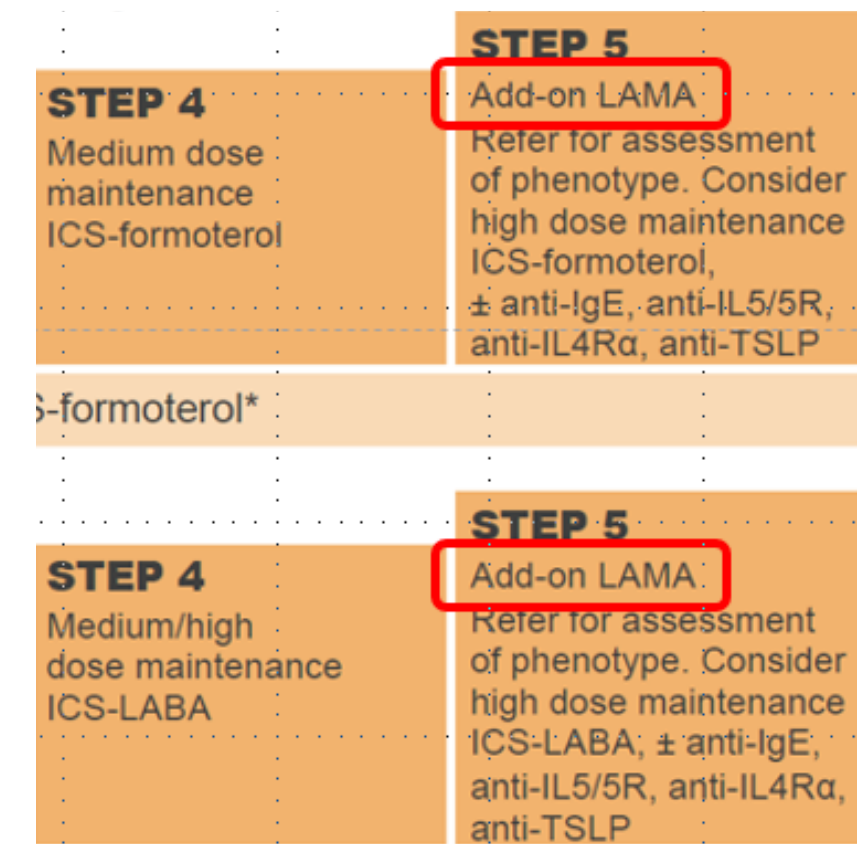 STEP 4
Medium dose
maintenance
ICS-formoterol
STEP 5
Add-on LAMA
Refer for assessment
of phenotype. Consider
high dose maintenance
ICS-formoterol,
± anti-IgE, anti-IL5/5R,
anti-IL4Rα, anti-TSLP
S-formoterol*
STEP 4
Medium/high
dose maintenance
ICS-LABA
STEP 5
Add-on LAMA
Refer for assessment
of phenotype. Consider
high dose maintenance
ICS-LABA, ± anti-IgE,
anti-IL5/5R, anti-IL4Rα,
anti-TSLP